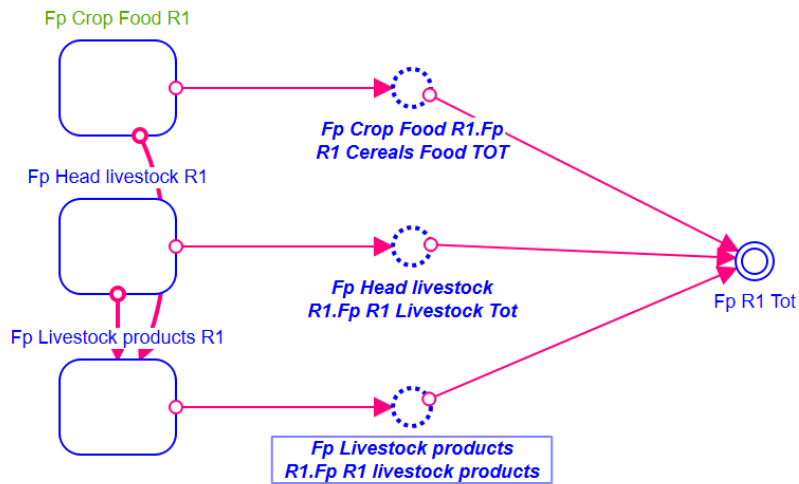 Fp Crop Food R1
Fp Crop Food R1.Fp
R1 Cereals Food TOT
Fp Head livestock R1
Fp Head livestock
R1.Fp R1 Livestock Tot
Fp R1 Tot
Fp Livestock products R1
Fp Livestock products
R1.Fp R1 livestock products